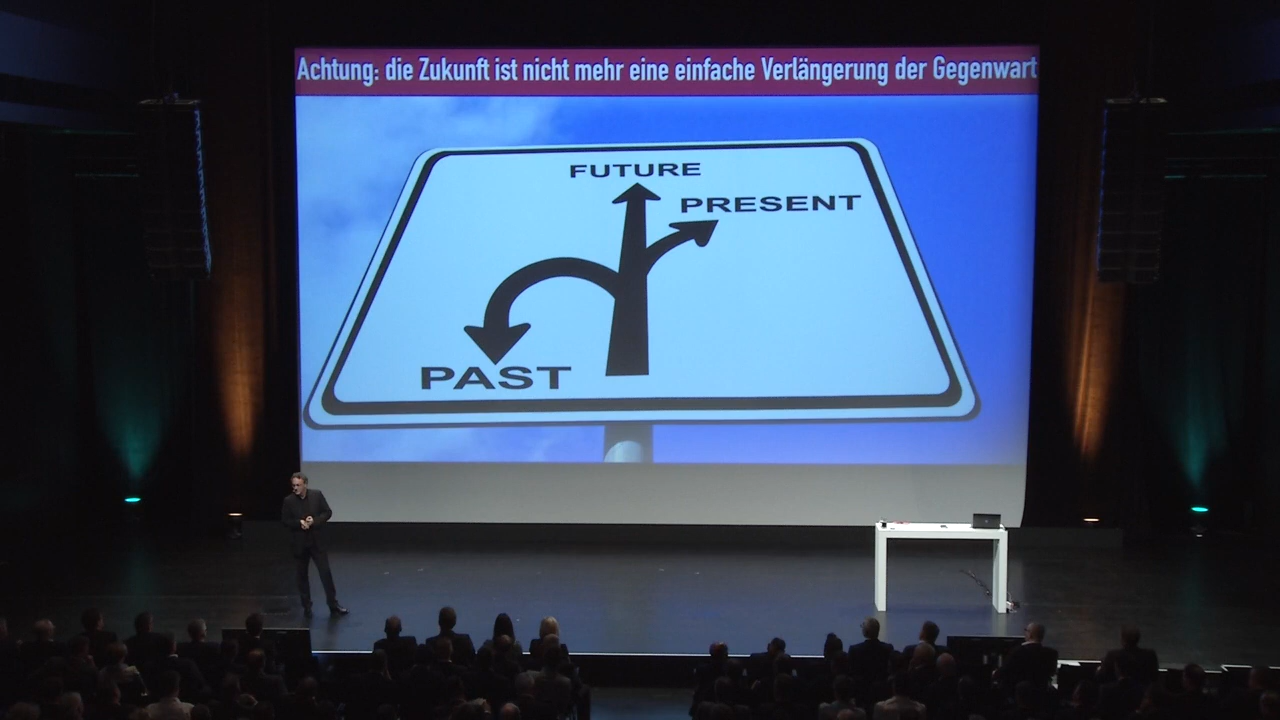 Achtung: die Zukunft ist nicht mehr eine einfache Verlängerung der Gegenwart
FUTURE
PRESENT
PAST